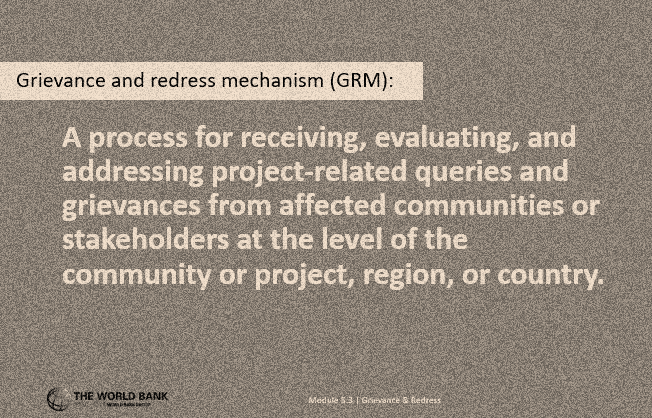 Grievance and redress mechanism (GRM):
A process for receiving, evaluating, and
addressing project-related queries and
grievances from affected communities or
stakeholders at the level of the
community or project, region, or country.
THE WORLD BANK
Module 5.3 | Grievance & Redress